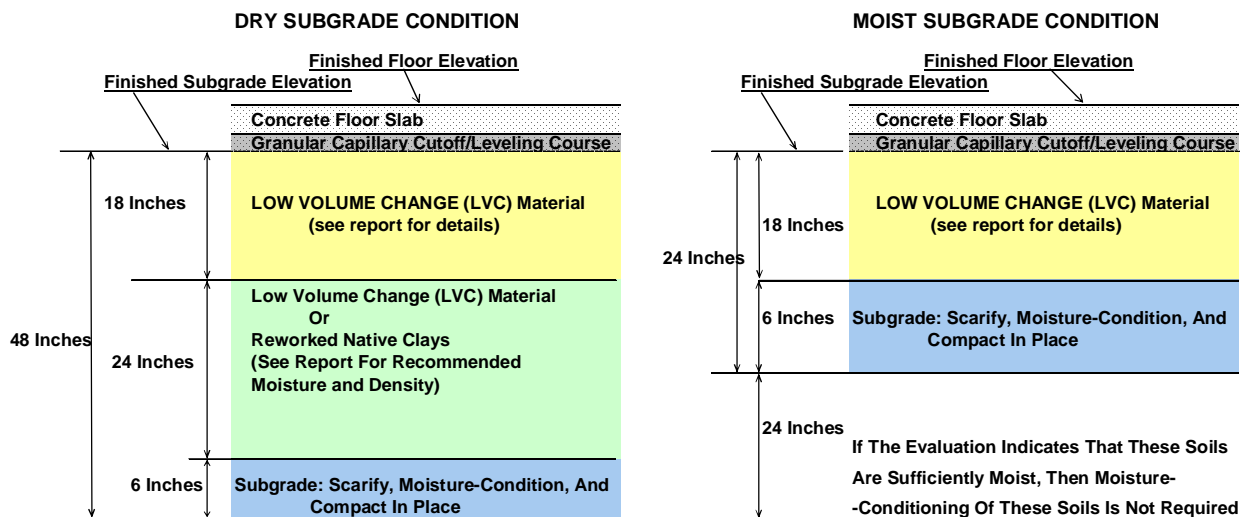 DRY SUBGRADE CONDITION
Finished Floor Elevation
Finished Subgrade Elevation
Concrete Floor Slab
Granular Capillary Cutoff/Leveling Course
18 Inches
LOW VOLUME CHANGE (LVC) Material
(see report for details)
48 Inches
24 Inches
Low Volume Change (LVC) Material
Or
Reworked Native Clays
(See Report For Recommended
Moisture and Density)
6 Inches
Subgrade: Scarify, Moisture-Condition, And
Compact In Place
MOIST SUBGRADE CONDITION
Finished Floor Elevation
Finished Subgrade Elevation
Concrete Floor Slab
Granular Capillary Cutoff/Leveling Course
LOW VOLUME CHANGE (LVC) Material
(see report for details)
18 Inches
24 Inches
6 Inches
Subgrade: Scarify, Moisture-Condition, And
Compact In Place
24 Inches
If The Evaluation Indicates That These Soils
Are Sufficiently Moist, Then Moisture-
-Conditioning Of These Soils Is Not Required